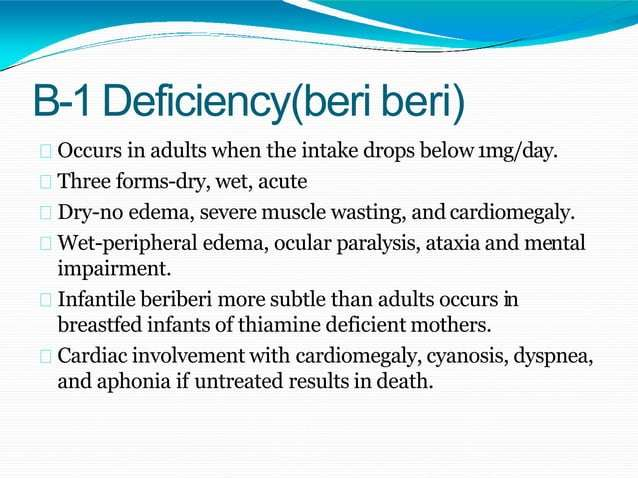 B-1 Deficiency(beri beri)
Occurs in adults when the intake drops below 1mg/day.
Three forms-dry, wet, acute
Dry-no edema, severe muscle wasting, and cardiomegaly.
Wet-peripheral edema, ocular paralysis, ataxia and mental
impairment.
Infantile beriberi more subtle than adults occurs in
breastfed infants of thiamine deficient mothers.
Cardiac involvement with cardiomegaly, cyanosis, dyspnea,
and aphonia if untreated results in death.